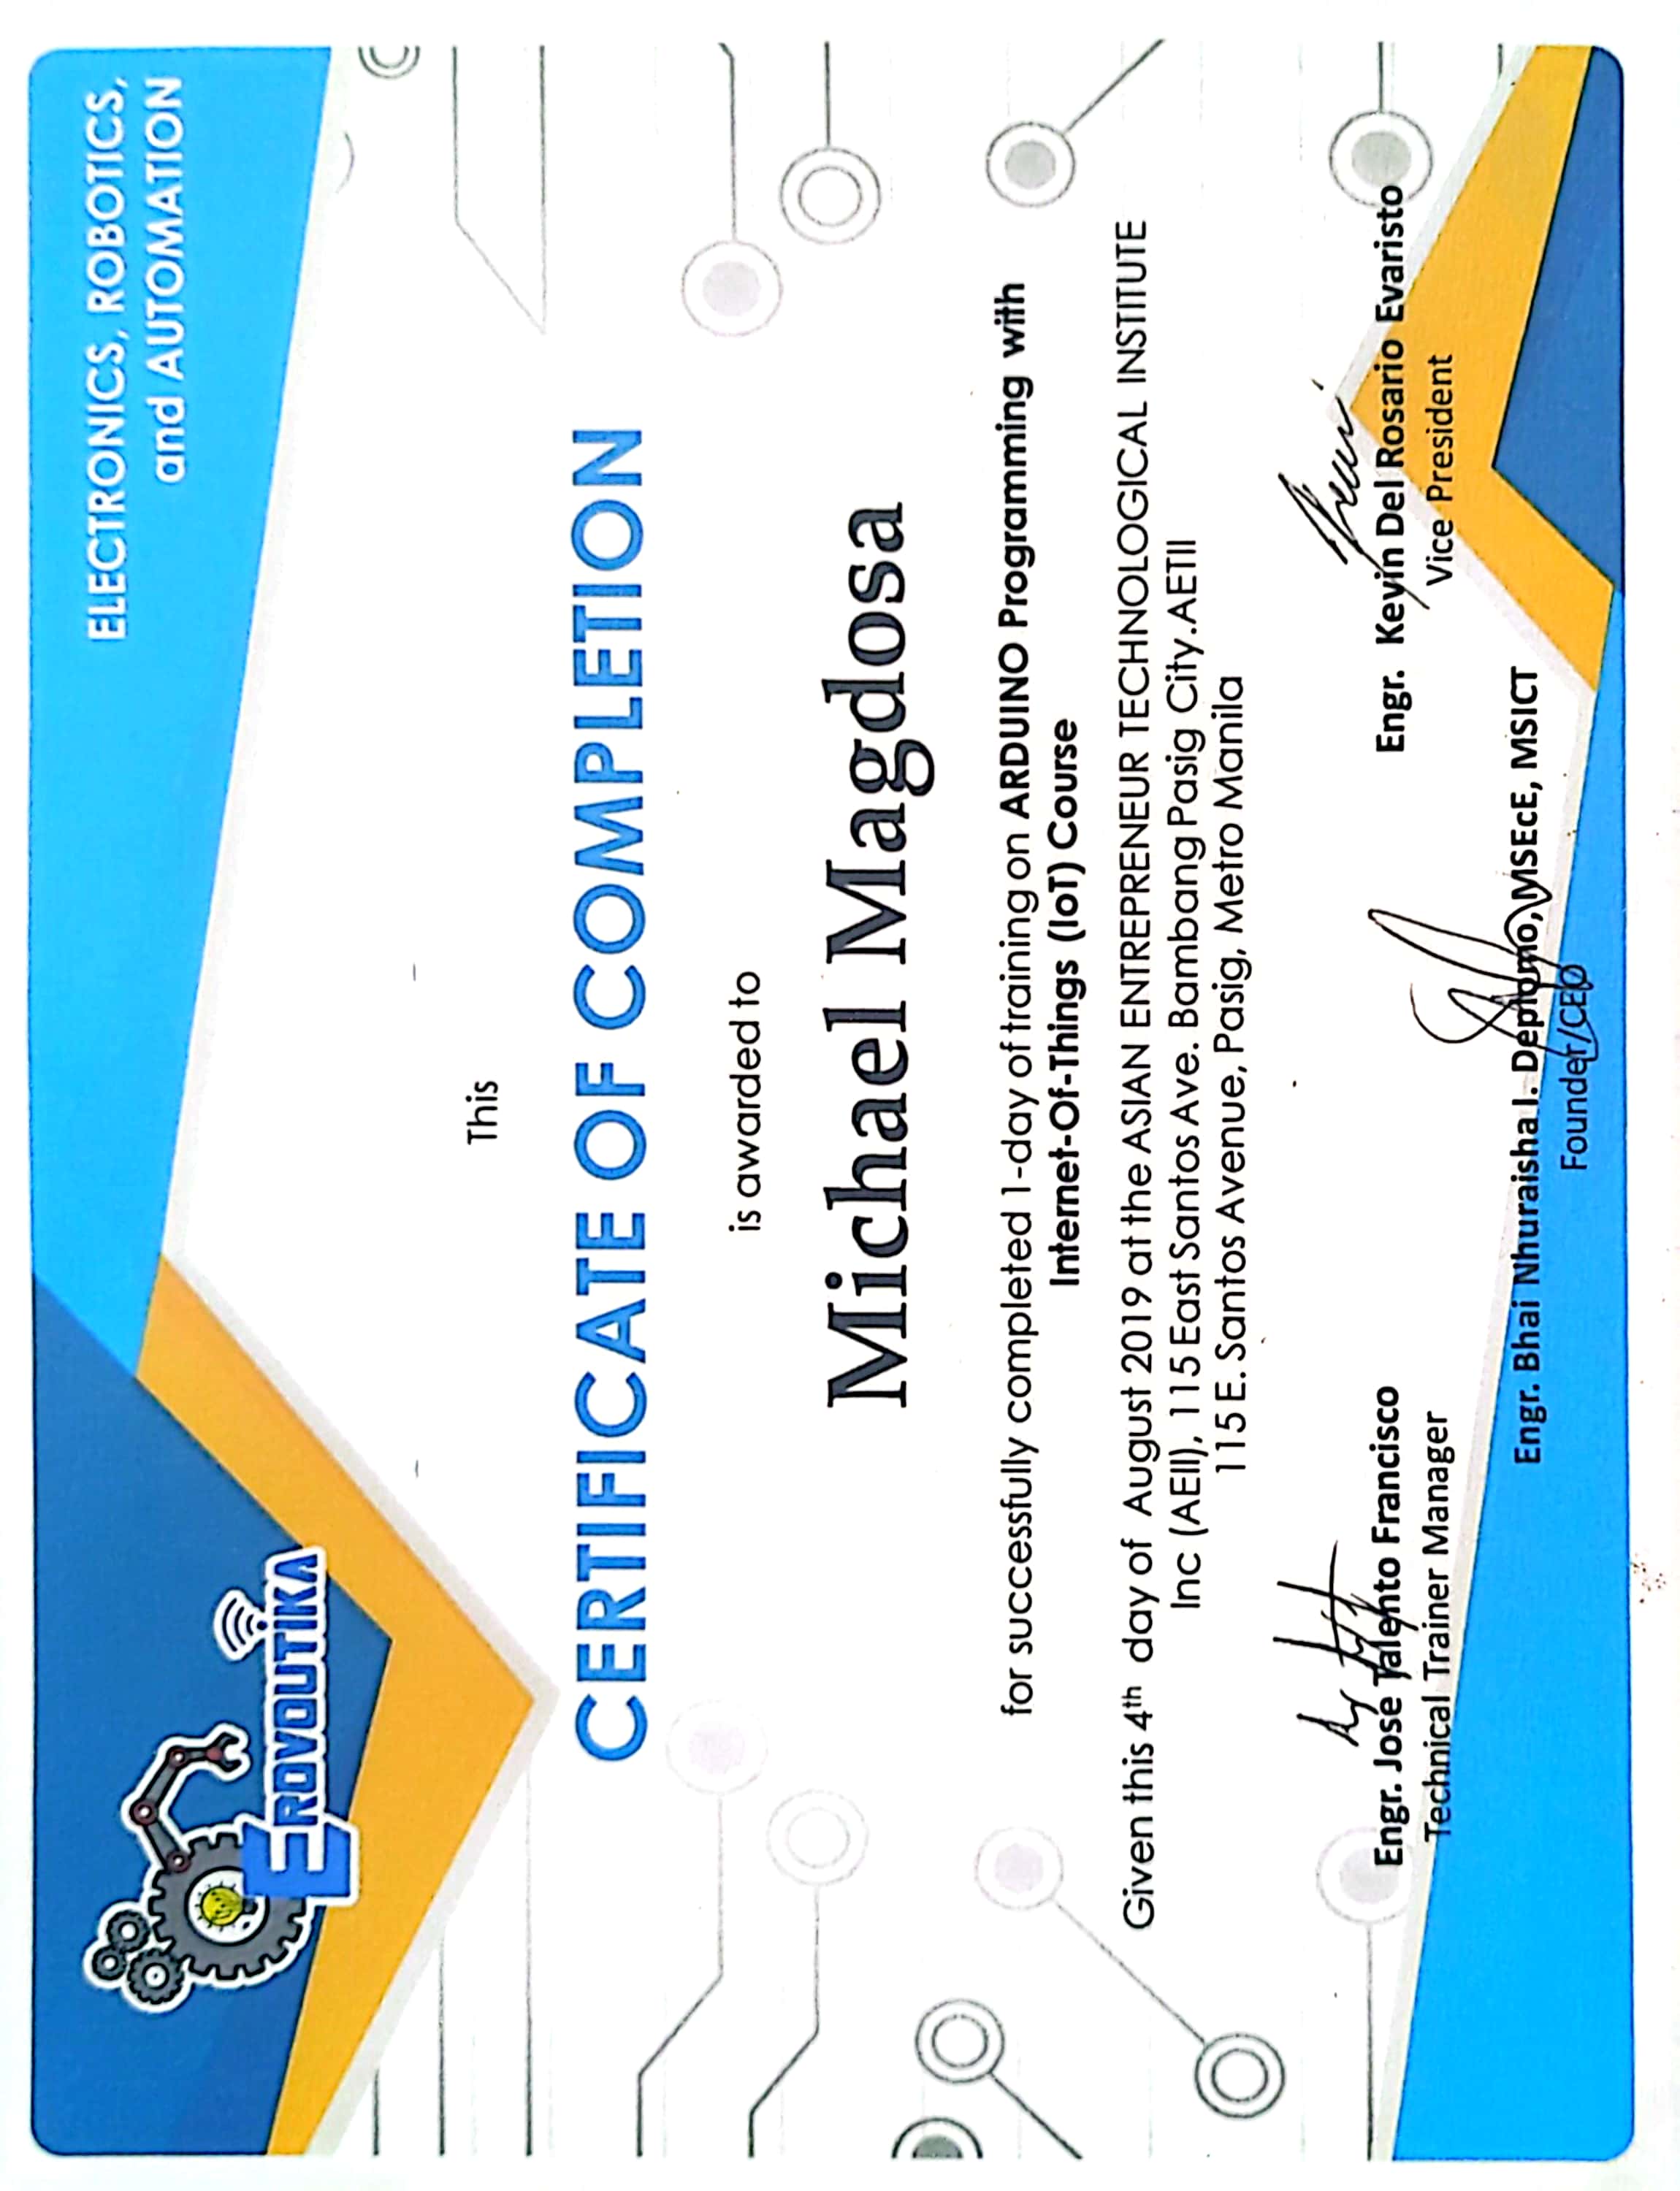 EROVOUTIKA
ELECTRONICS, ROBOTICS,
and AUTOMATION
This
CERTIFICATE OF COMPLETION
is awarded to
Michael Magdosa
for successfully completed 1-day of training on ARDUINO Programming with
Internet-Of-Things (IoT) Course
Given this 4th day of August 2019 at the ASIAN ENTREPRENEUR TECHNOLOGICAL INSTITUTE
Inc (AEII), 115 East Santos Ave. Bambang Pasig City.AETII
115 E. Santos Avenue, Pasig, Metro Manila
Engr. Jose Talento Francisco
Technical Trainer Manager
Engr. Kevin Del Rosario Evaristo
Vice President
Engr. Bhai Nhuraisha I. Deplomo, MSEcE, MSICT
Founder/CEO